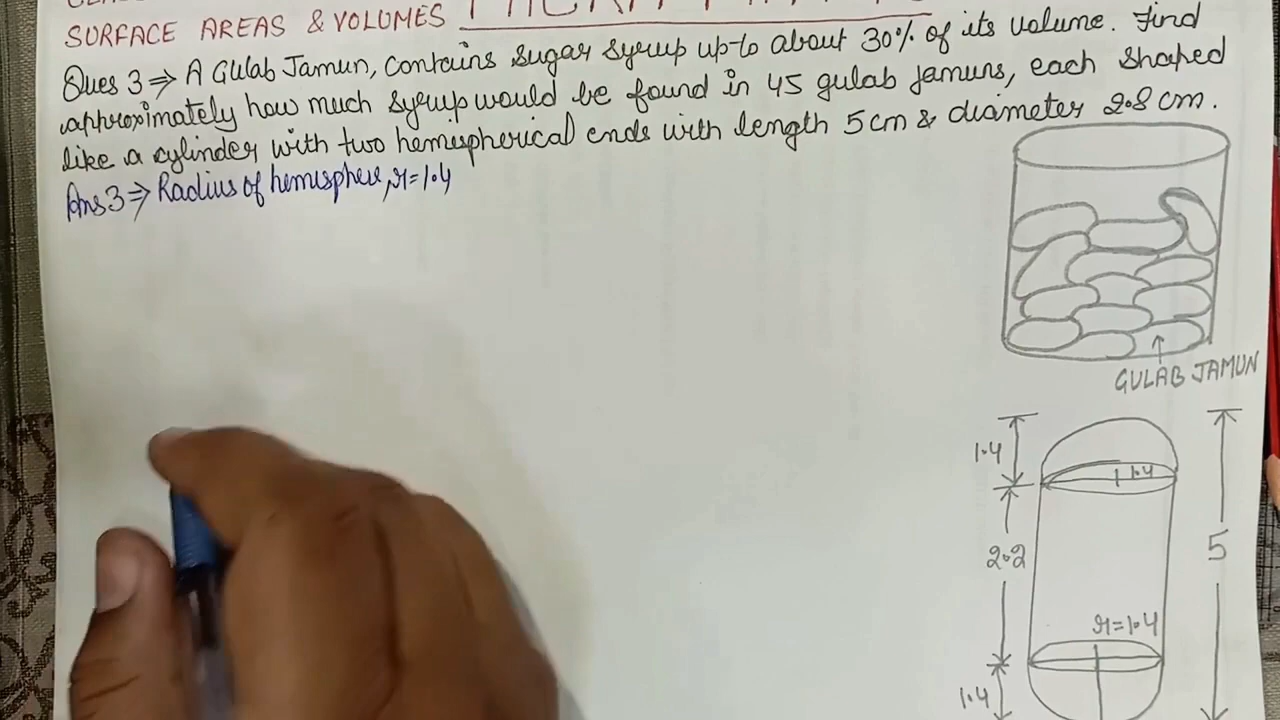 SURFACE AREAS & VOLUMES
Ques 3 ⇒ A Gulab Jamun, contains sugar syrup up-to about 30% of its volume. Find
approximately how much syrup would be found in 45 gulab jamuns, each shaped
like a cylinder with two hemispherical ends with length 5 cm & diameter 2.8 cm.
Ans 3 ⇒ Radius of hemisphere, r = 1.4
GULAB JAMUN
1.4
1.4
2.2
5
r = 1.4
1.4